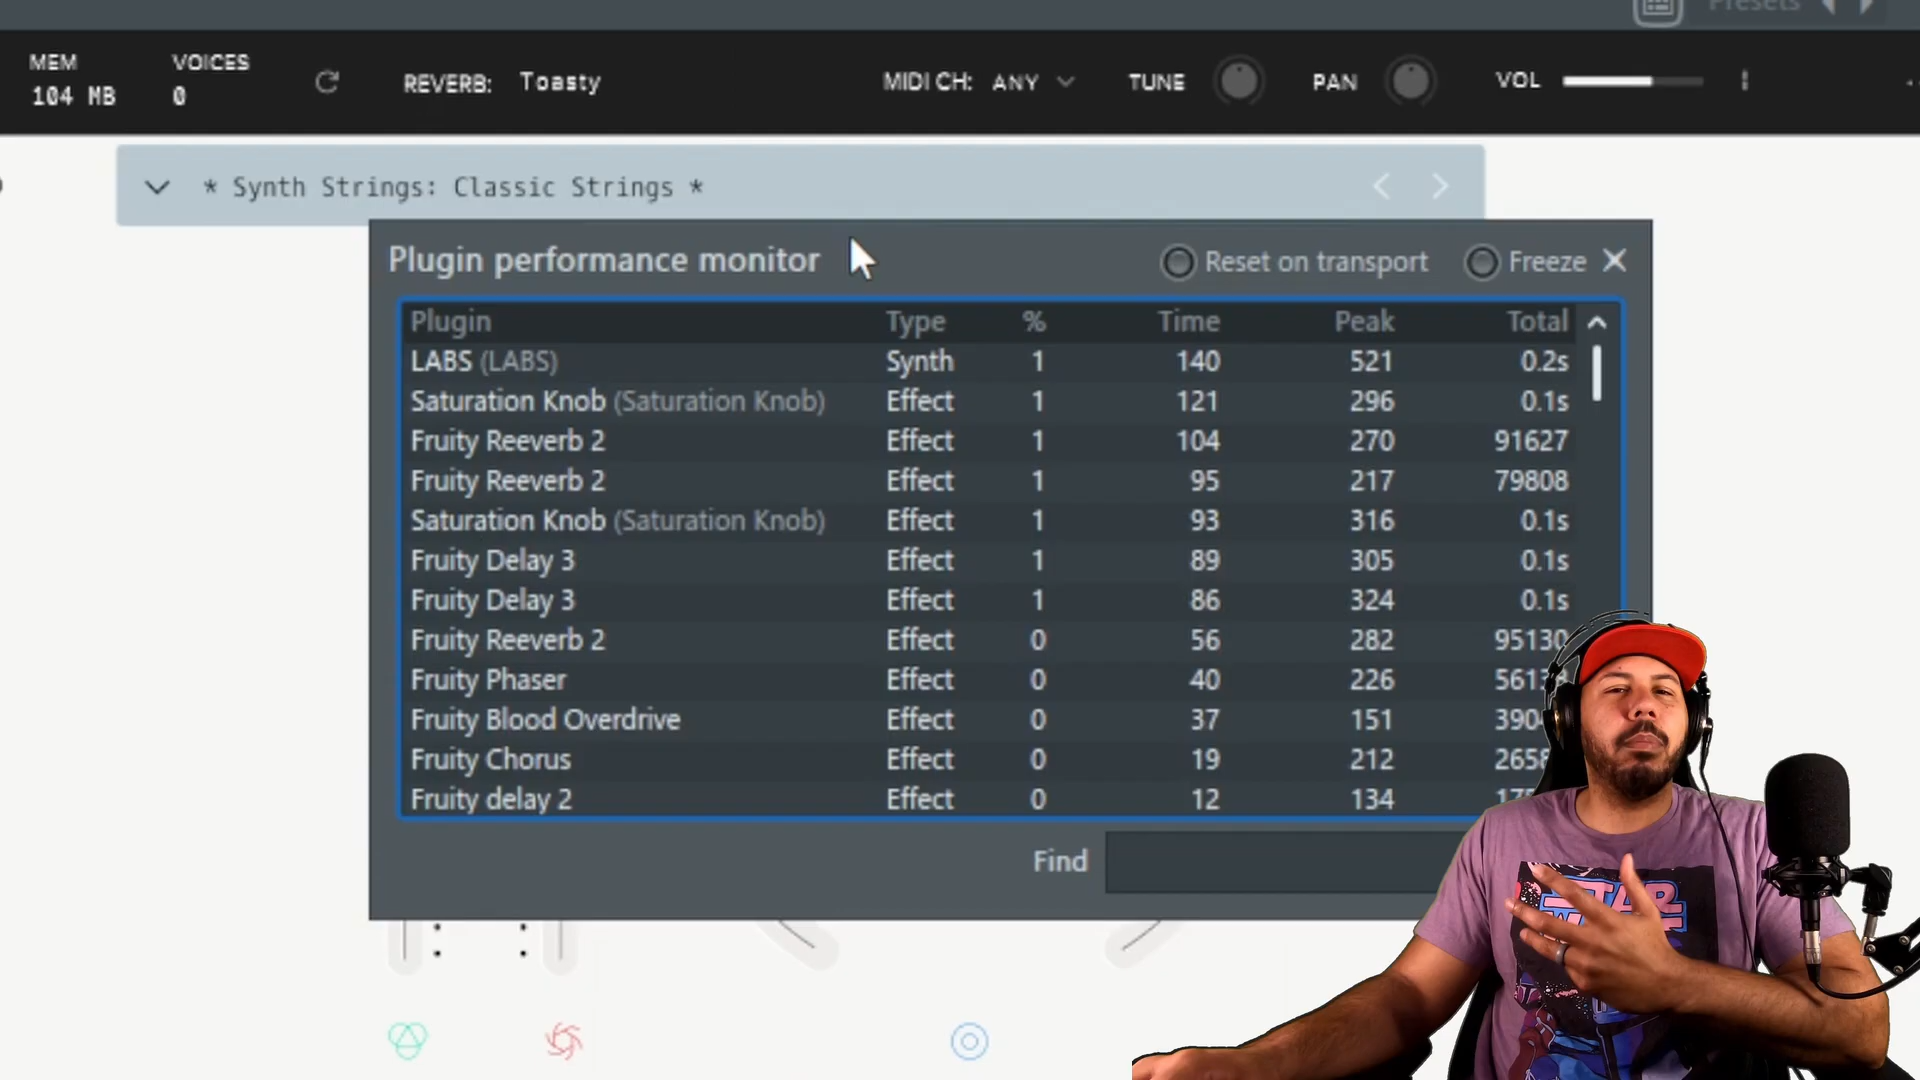 Presets
MEM
104 MB
VOICES
0
REVERB: Toasty
MIDI CH: ANY
TUNE
PAN
VOL
* Synth Strings: Classic Strings *
Plugin performance monitor
Reset on transport
Freeze
Plugin Type % Time Peak Total
LABS (LABS) Synth 1 140 521 0.2s
Saturation Knob (Saturation Knob) Effect 1 121 296 0.1s
Fruity Reeverb 2 Effect 1 104 270 91627
Fruity Reeverb 2 Effect 1 95 217 79808
Saturation Knob (Saturation Knob) Effect 1 93 316 0.1s
Fruity Delay 3 Effect 1 89 305 0.1s
Fruity Delay 3 Effect 1 86 324 0.1s
Fruity Reeverb 2 Effect 0 56 282 95130
Fruity Phaser Effect 0 40 226
Fruity Blood Overdrive Effect 0 37 151
Fruity Chorus Effect 0 19 212
Fruity delay 2 Effect 0 12 134
Find
STAR